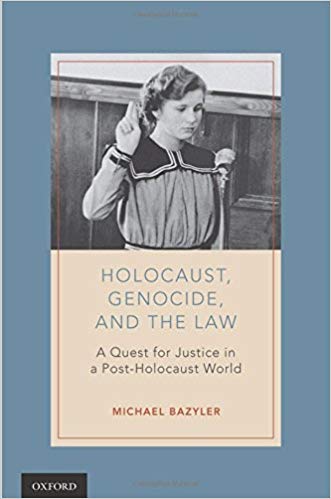 HOLOCAUST,
GENOCIDE,
AND THE LAW
A Quest for Justice in
a Post-Holocaust World
MICHAEL BAZYLER
OXFORD